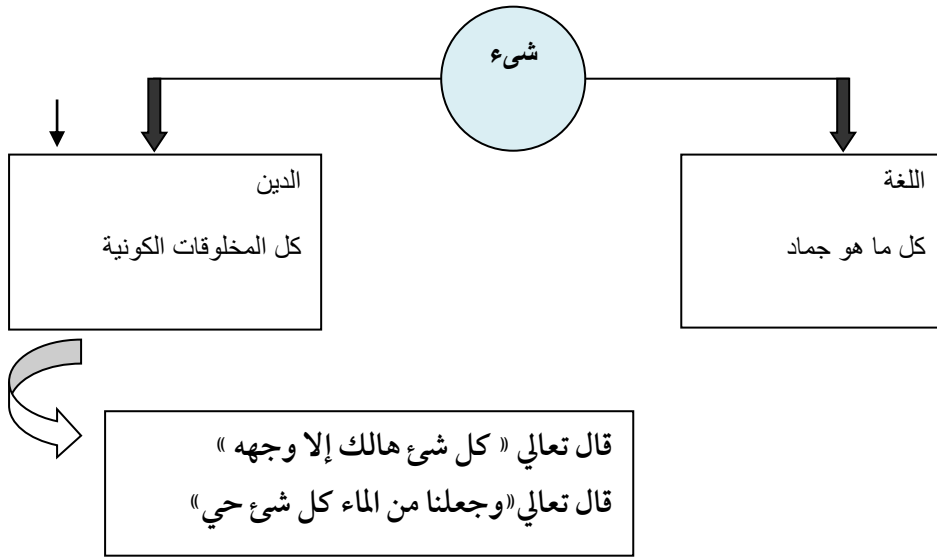 شىء
اللغة
كل ما هو جماد
الدين
كل المخلوقات الكونية
قال تعالي « كل شئ هالك إلا وجهه »
قال تعالي«وجعلنا من الماء كل شئ حي»